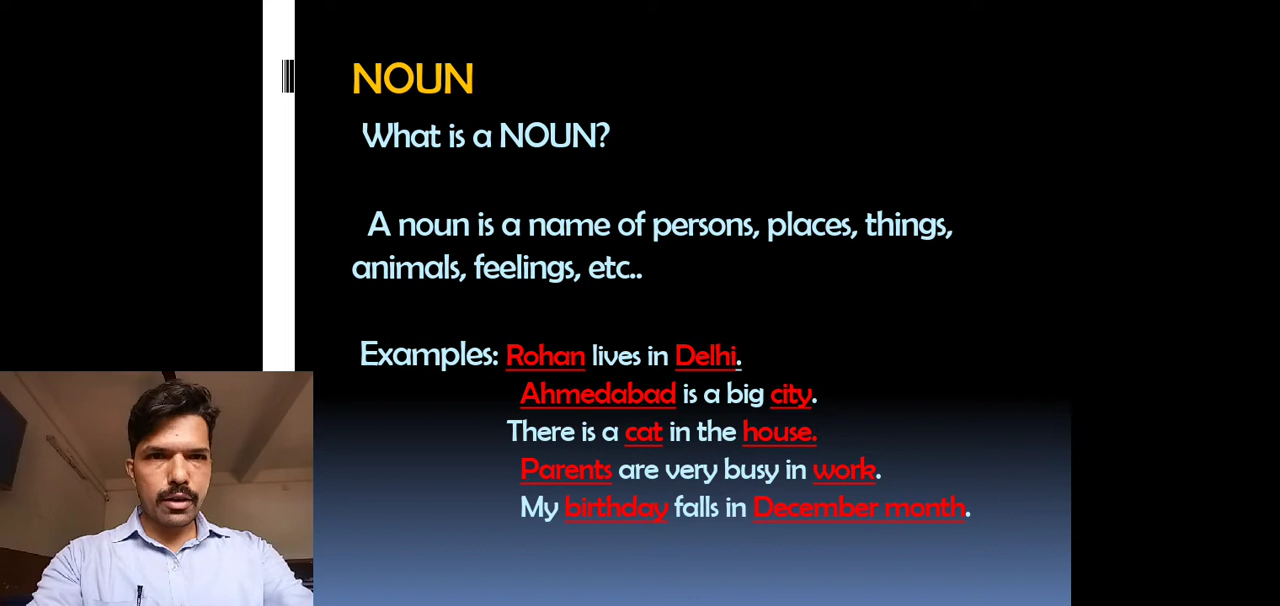 NOUN
What is a NOUN?
A noun is a name of persons, places, things,
animals, feelings, etc..
Examples: Rohan lives in Delhi.
Ahmedabad is a big city.
There is a cat in the house.
Parents are very busy in work.
My birthday falls in December month.